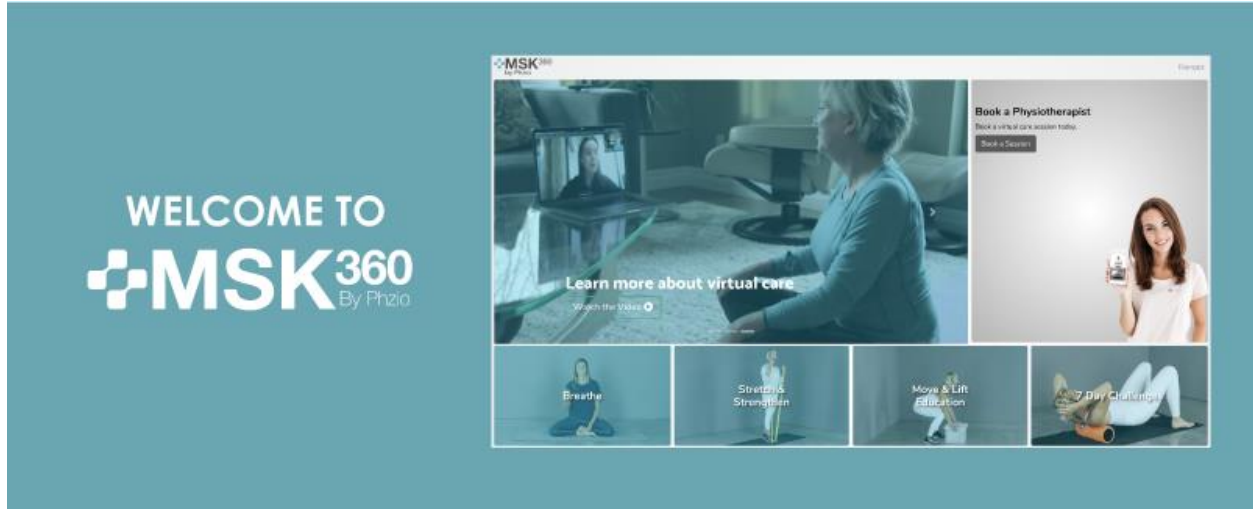 WELCOME TO
MSK360
By Phzio
MSK360
by Phzio
Book a Physiotherapist
Book a virtual care session today.
Book a Session
Learn more about virtual care
Watch the Video
Breathe
Stretch &
Strengthen
Move & Lift
Education
7 Day Challenge